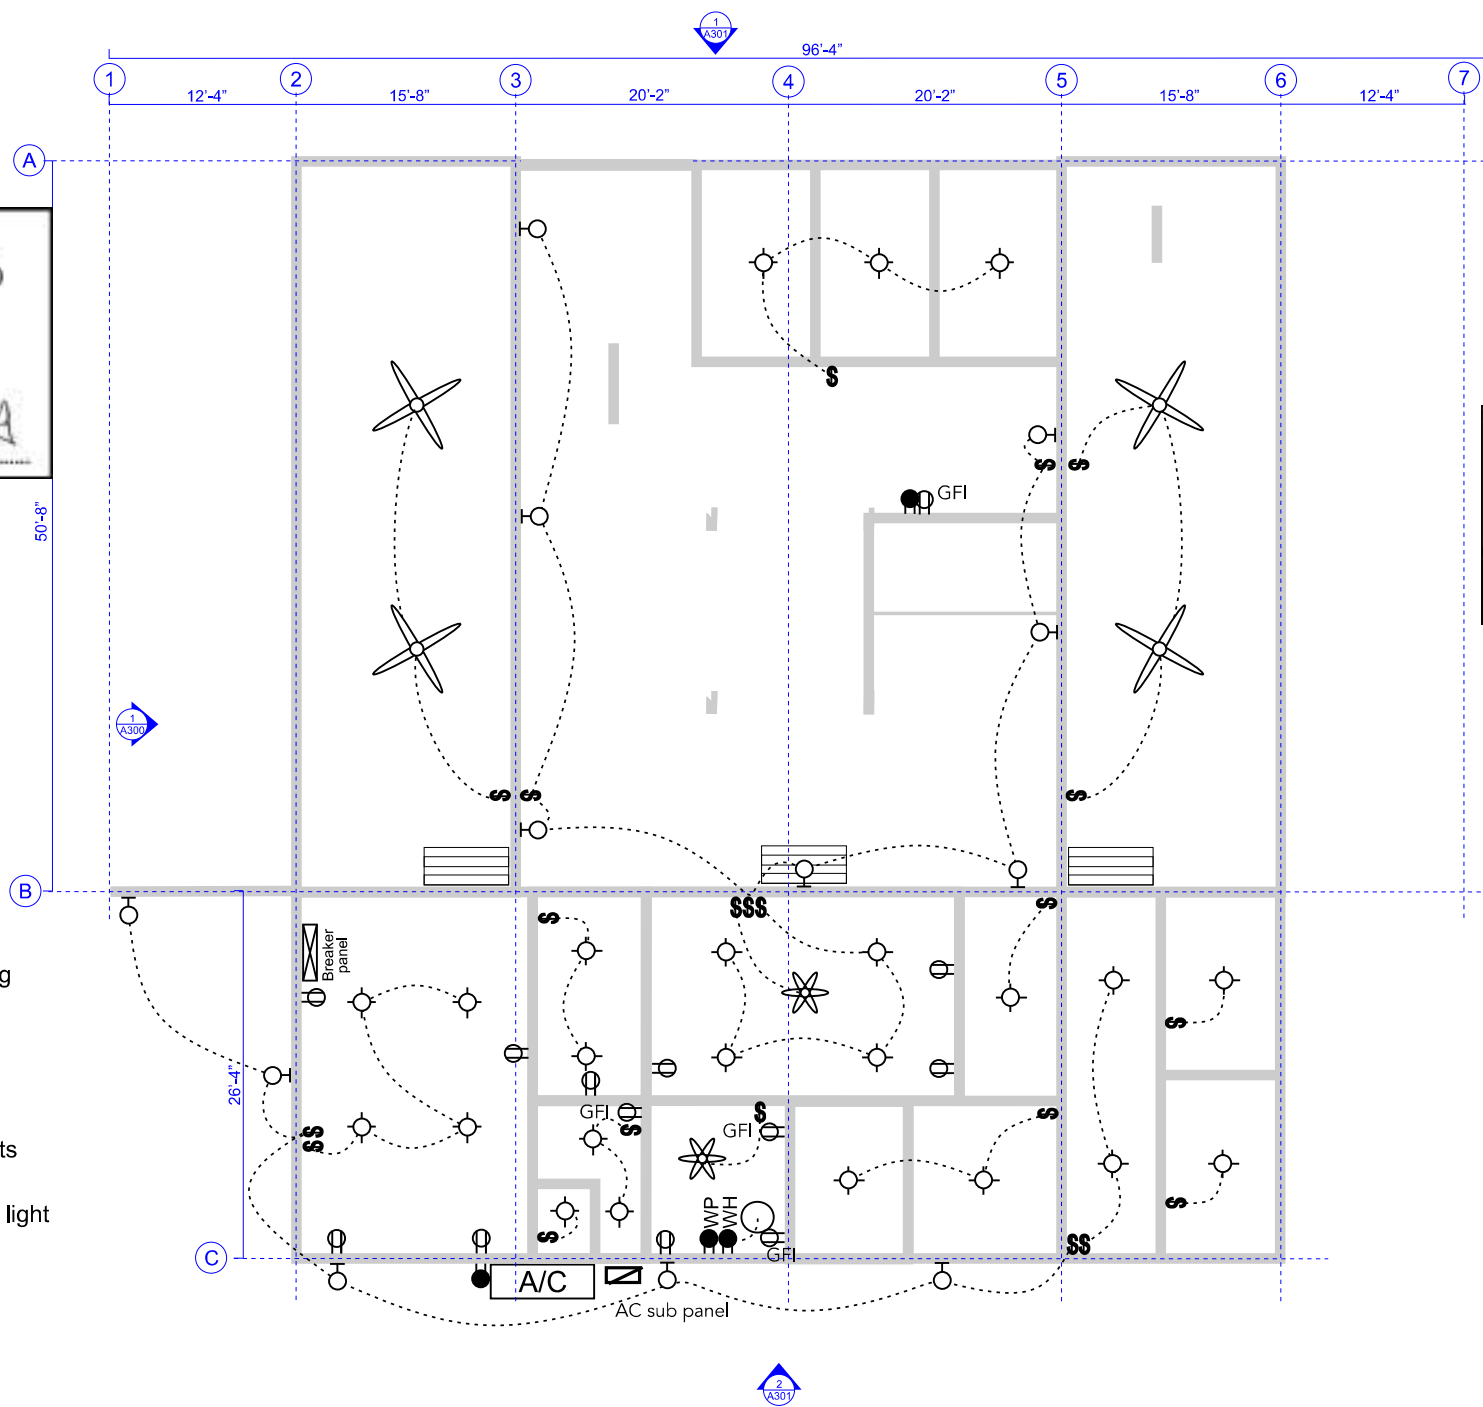 1
A301
96'-4"
1
2
3
4
5
6
7
12'-4"
15'-8"
20'-2"
20'-2"
15'-8"
12'-4"
A
$
$
$
GFI
50'-8"
1
A300
$
$
$
B
$$$
$
$
Breaker
panel
g
$
26'-4"
GFI
$
$
GFI
$
$$
ts
$
WP
WH
light
$
$$
GFI
C
A/C
AC sub panel
2
A301